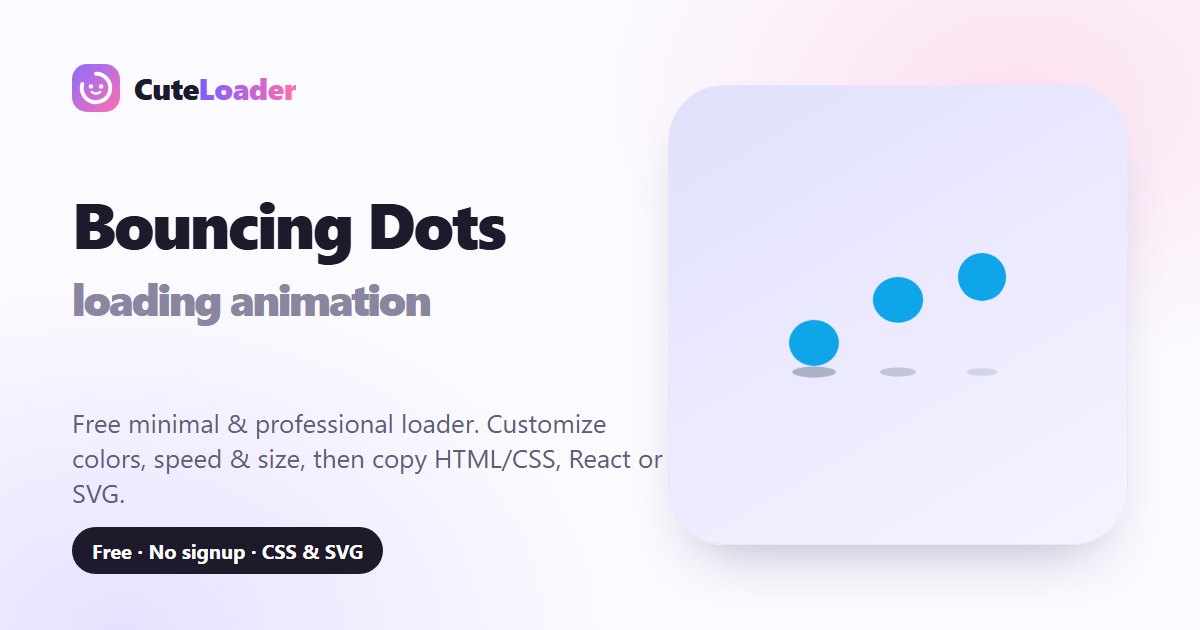 CuteLoader
Bouncing Dots
loading animation
Free minimal & professional loader. Customize
colors, speed & size, then copy HTML/CSS, React or
SVG.
Free · No signup · CSS & SVG